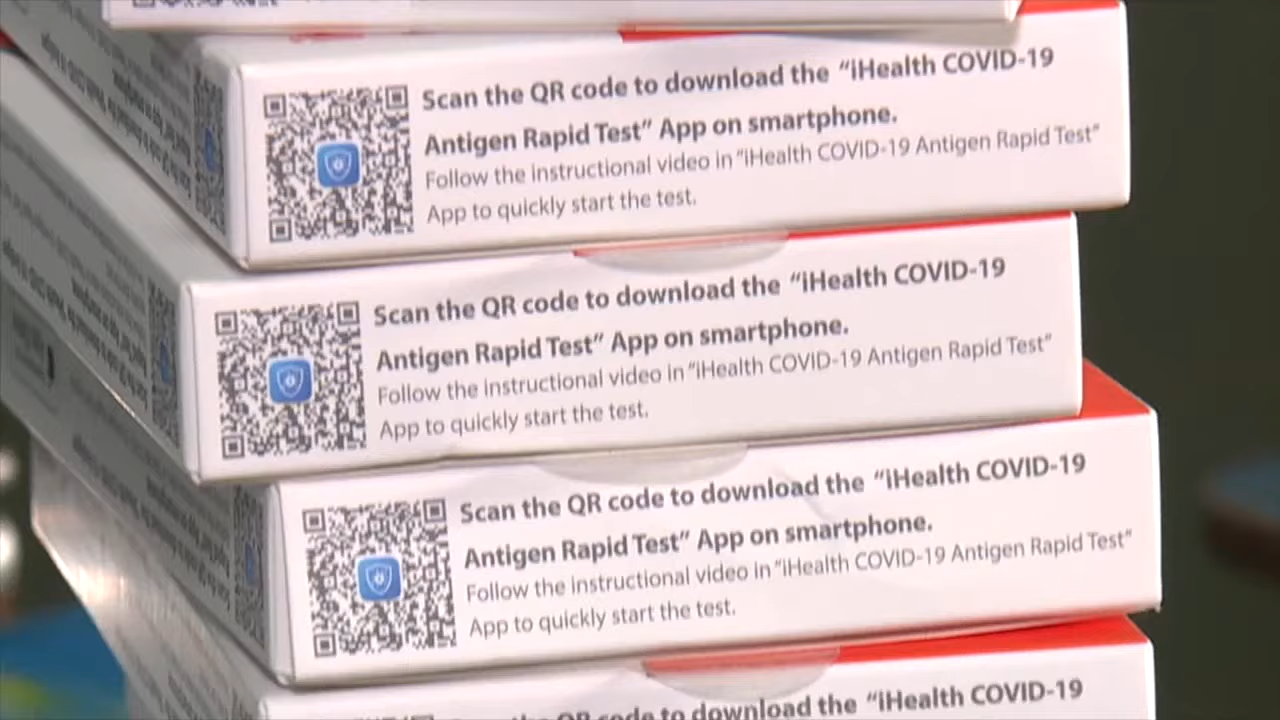 Scan the QR code to download the “iHealth COVID-19
Antigen Rapid Test” App on smartphone.
Follow the instructional video in “iHealth COVID-19 Antigen Rapid Test”
App to quickly start the test.
Scan the QR code to download the “iHealth COVID-19
Antigen Rapid Test” App on smartphone.
Follow the instructional video in “iHealth COVID-19 Antigen Rapid Test”
App to quickly start the test.
Scan the QR code to download the “iHealth COVID-19
Antigen Rapid Test” App on smartphone.
Follow the instructional video in “iHealth COVID-19 Antigen Rapid Test”
App to quickly start the test.
QR code to download the “iHealth COVID-19